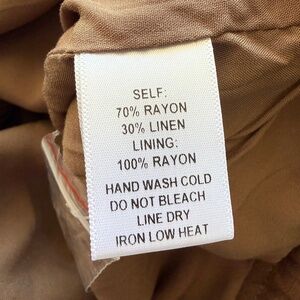 SELF:
70% RAYON
30% LINEN
LINING:
100% RAYON
HAND WASH COLD
DO NOT BLEACH
LINE DRY
IRON LOW HEAT